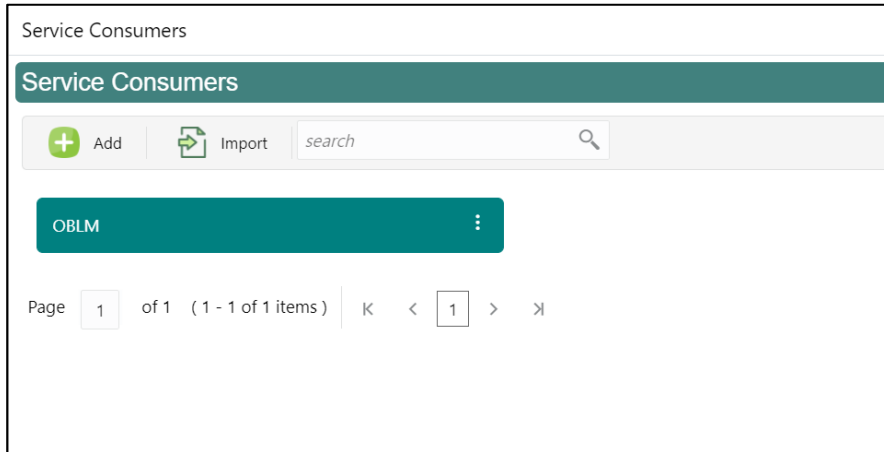 Service Consumers
Service Consumers
Add Import search
OBLM
Page 1 of 1 ( 1 - 1 of 1 items ) 1